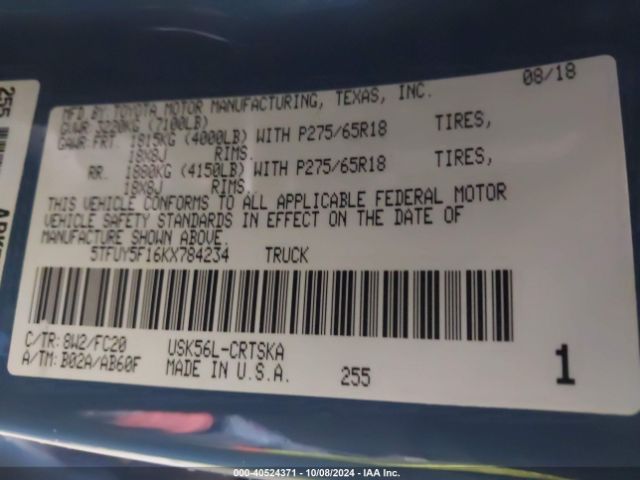 MFD.BY TOYOTA MOTOR MANUFACTURING, TEXAS, INC. 08/18
GVWR 3220KG (7100LB)
GAWR FRT. 1815KG (4000LB) WITH P275/65R18 TIRES,
18X8J RIMS.
RR. 1880KG (4150LB) WITH P275/65R18 TIRES,
18X8J RIMS.
THIS VEHICLE CONFORMS TO ALL APPLICABLE FEDERAL MOTOR
VEHICLE SAFETY STANDARDS IN EFFECT ON THE DATE OF
MANUFACTURE SHOWN ABOVE.
5TFUY5F16KX784234 TRUCK
C/TR: 8W2/FC20 USK56L-CRTSKA
A/TM: B02A/AB60F MADE IN U.S.A. 255 1
255
000-40524371 - 10/08/2024 - IAA Inc.